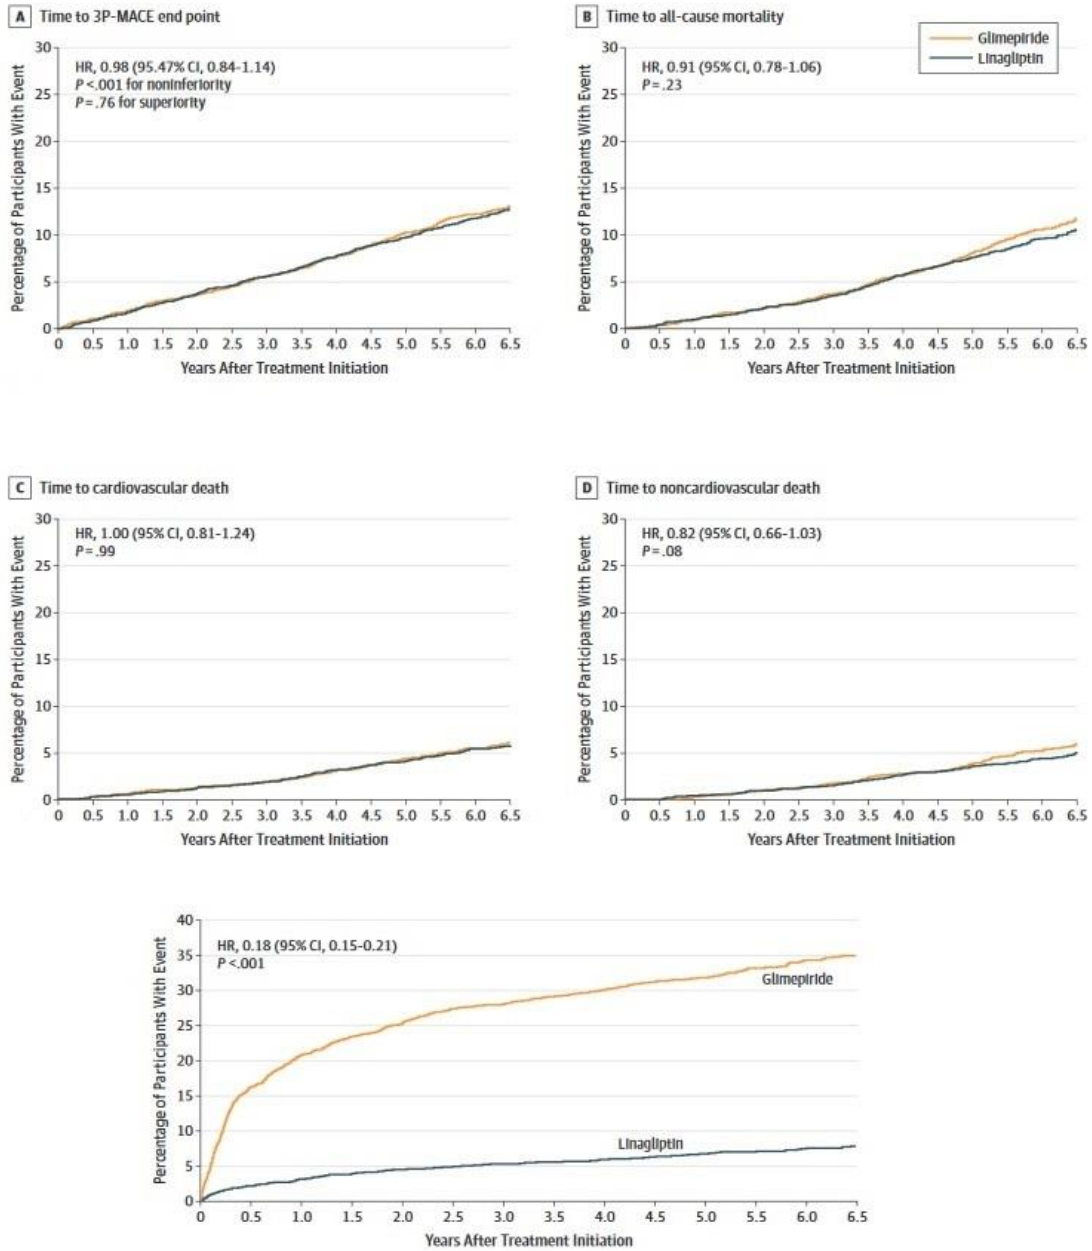 A Time to 3P-MACE end point
HR, 0.98 (95.47% CI, 0.84-1.14)
P <.001 for noninferiority
P = .76 for superiority
Percentage of Participants With Event
30
25
20
15
10
5
0
0 0.5 1.0 1.5 2.0 2.5 3.0 3.5 4.0 4.5 5.0 5.5 6.0 6.5
Years After Treatment Initiation
B Time to all-cause mortality
Glimepiride
Linagliptin
HR, 0.91 (95% CI, 0.78-1.06)
P = .23
Percentage of Participants With Event
30
25
20
15
10
5
0
0 0.5 1.0 1.5 2.0 2.5 3.0 3.5 4.0 4.5 5.0 5.5 6.0 6.5
Years After Treatment Initiation
C Time to cardiovascular death
HR, 1.00 (95% CI, 0.81-1.24)
P = .99
Percentage of Participants With Event
30
25
20
15
10
5
0
0 0.5 1.0 1.5 2.0 2.5 3.0 3.5 4.0 4.5 5.0 5.5 6.0 6.5
Years After Treatment Initiation
D Time to noncardiovascular death
HR, 0.82 (95% CI, 0.66-1.03)
P = .08
Percentage of Participants With Event
30
25
20
15
10
5
0
0 0.5 1.0 1.5 2.0 2.5 3.0 3.5 4.0 4.5 5.0 5.5 6.0 6.5
Years After Treatment Initiation
HR, 0.18 (95% CI, 0.15-0.21)
P <.001
Percentage of Participants With Event
40
35
30
25
20
15
10
5
0
Glimepiride
Linagliptin
0 0.5 1.0 1.5 2.0 2.5 3.0 3.5 4.0 4.5 5.0 5.5 6.0 6.5
Years After Treatment Initiation